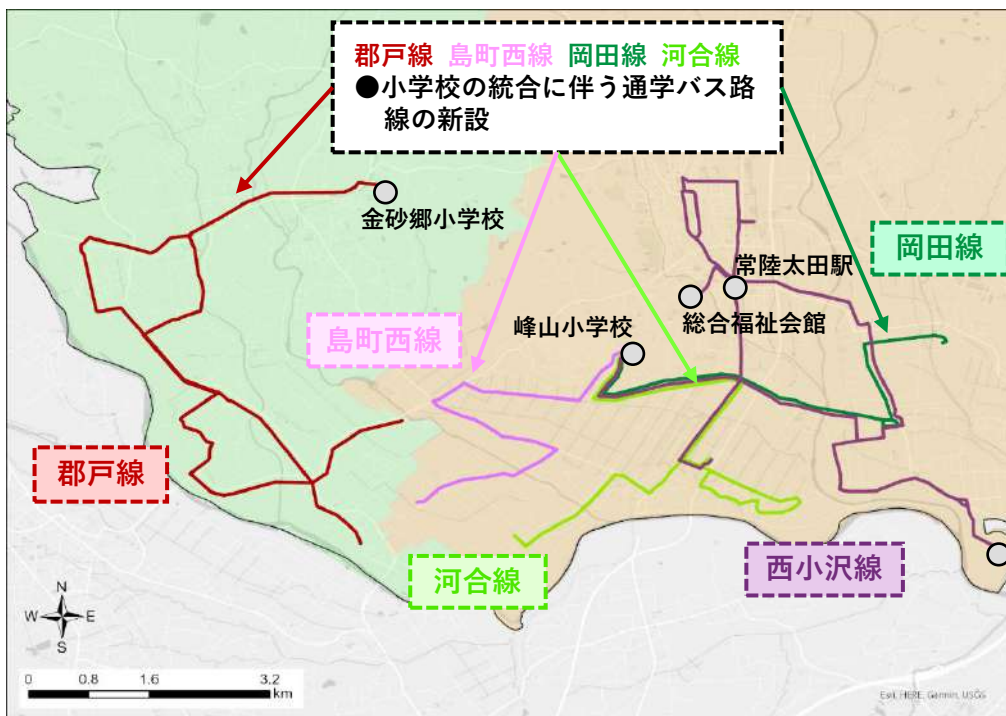 郡戸線 島町西線 岡田線 河合線
●小学校の統合に伴う通学バス路
線の新設
金砂郷小学校
岡田線
常陸太田駅
総合福祉会館
島町西線
峰山小学校
郡戸線
河合線
西小沢線
N
W E
S
0 0.8 1.6 3.2
km
Esri, HERE, Garmin, USGS